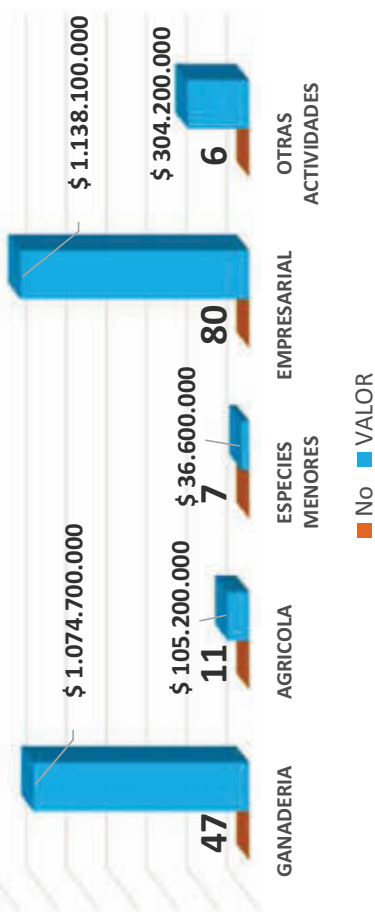 $ 1.074.700.000
47
GANADERIA
$ 105.200.000
11
AGRICOLA
$ 36.600.000
7
ESPECIES
MENORES
$ 1.138.100.000
80
EMPRESARIAL
$ 304.200.000
6
OTRAS
ACTIVIDADES
No VALOR